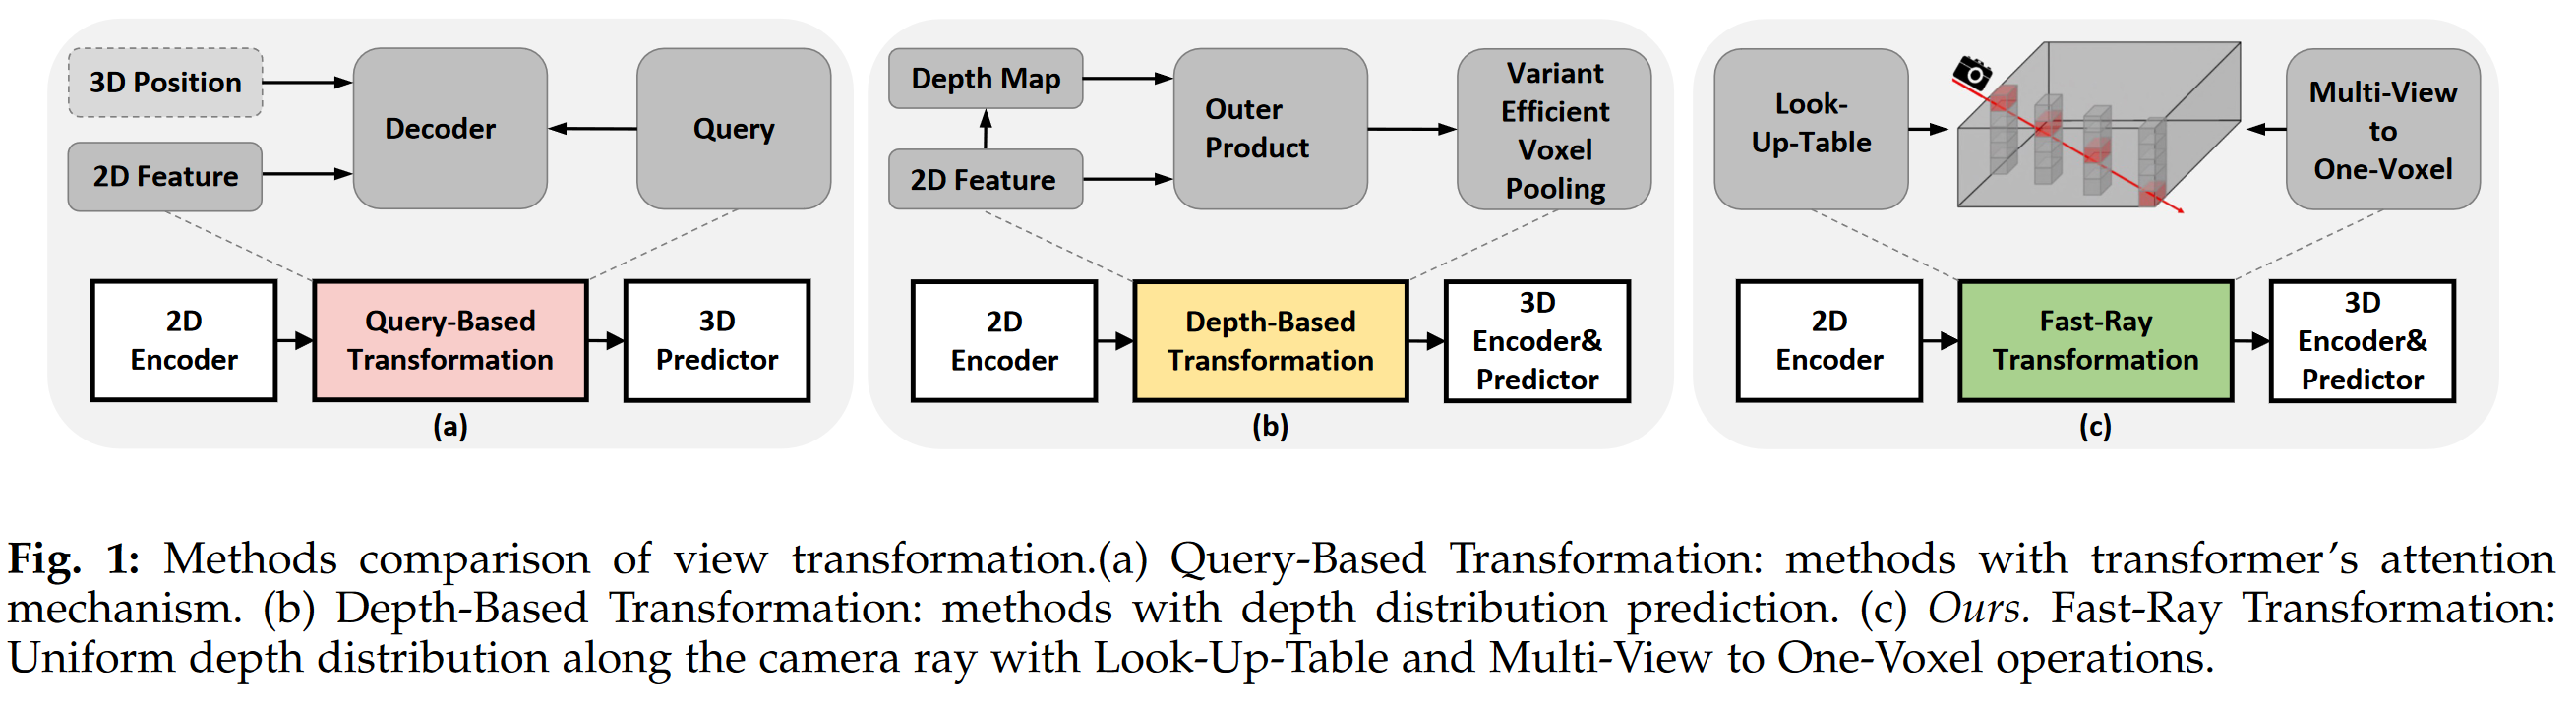 3D Position
2D Feature
Decoder
Query
2D
Encoder
Query-Based
Transformation
3D
Predictor
(a)
Depth Map
2D Feature
Outer
Product
Variant
Efficient
Voxel
Pooling
2D
Encoder
Depth-Based
Transformation
3D
Encoder&
Predictor
(b)
Look-
Up-Table
Multi-View
to
One-Voxel
2D
Encoder
Fast-Ray
Transformation
3D
Encoder&
Predictor
(c)
Fig. 1: Methods comparison of view transformation.(a) Query-Based Transformation: methods with transformer's attention
mechanism. (b) Depth-Based Transformation: methods with depth distribution prediction. (c) Ours. Fast-Ray Transformation:
Uniform depth distribution along the camera ray with Look-Up-Table and Multi-View to One-Voxel operations.